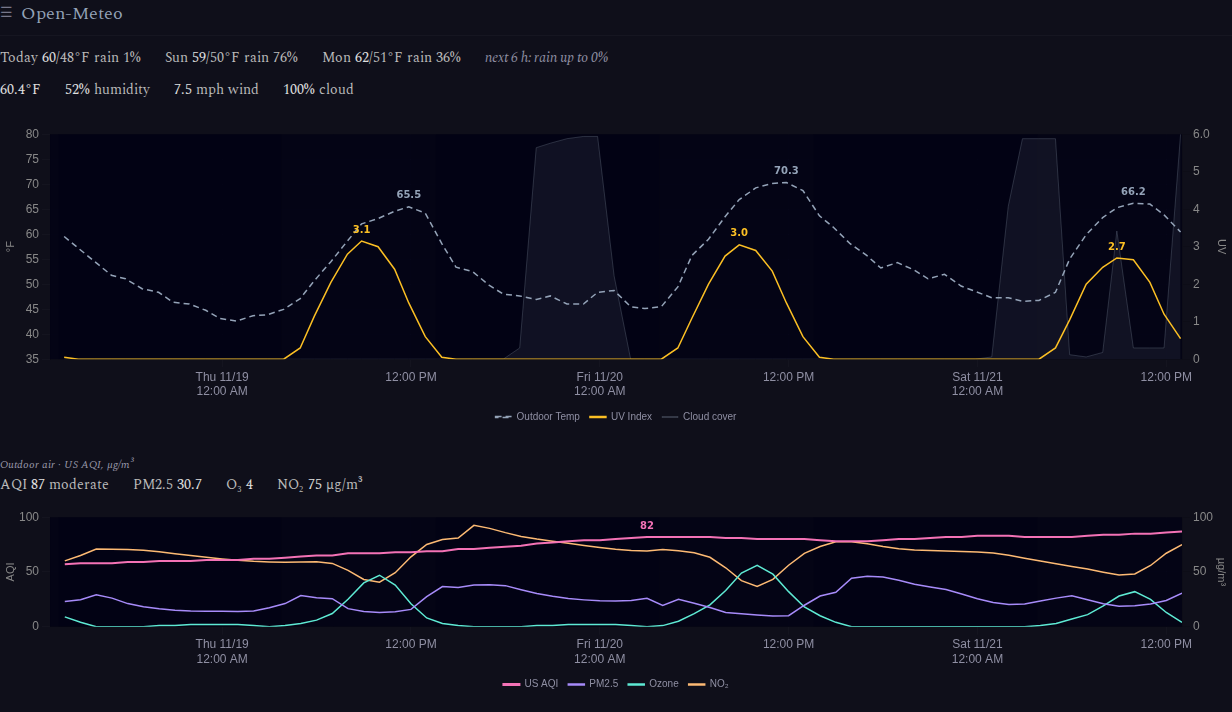 ☰ Open-Meteo
Today 60/48°F rain 1% Sun 59/50°F rain 76% Mon 62/51°F rain 36% next 6 h: rain up to 0%
60.4°F 52% humidity 7.5 mph wind 100% cloud
80 6.0
75
70 5
65 4
60
55 3
50 2
45
40 1
35 0
°F
UV
65.5
70.3
66.2
3.1
3.0
2.7
Thu 11/19 12:00 PM Fri 11/20 12:00 PM Sat 11/21 12:00 PM
12:00 AM 12:00 AM 12:00 AM
Outdoor Temp UV Index Cloud cover
Outdoor air · US AQI, µg/m³
AQI 87 moderate PM2.5 30.7 O₃ 4 NO₂ 75 µg/m³
100 100
50 50
0 0
AQI
µg/m³
82
Thu 11/19 12:00 PM Fri 11/20 12:00 PM Sat 11/21 12:00 PM
12:00 AM 12:00 AM 12:00 AM
US AQI PM2.5 Ozone NO₂